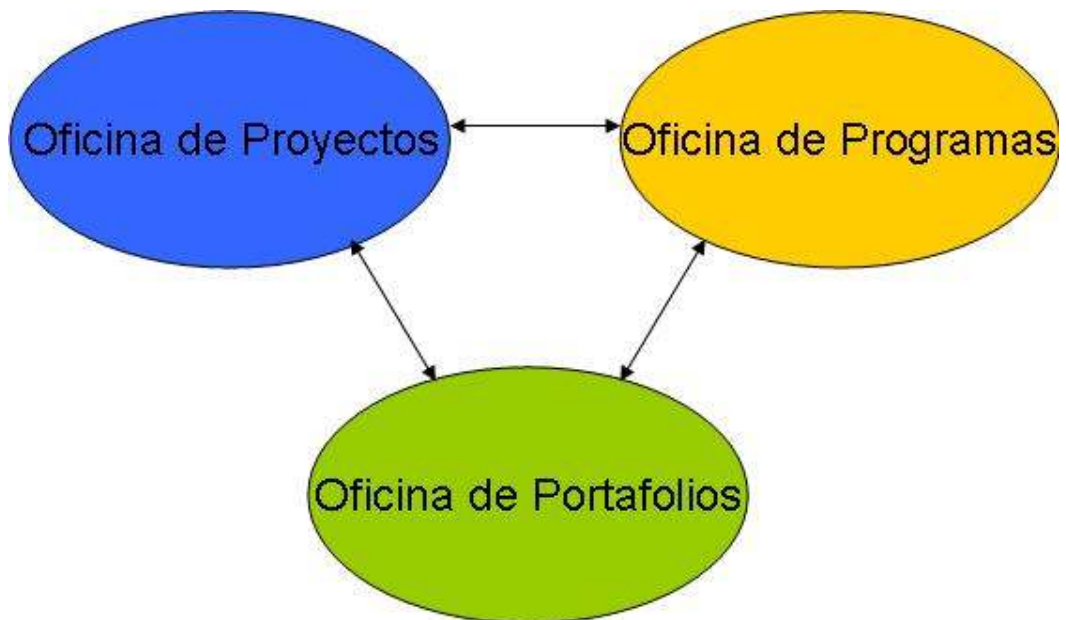 Oficina de Proyectos
Oficina de Programas
Oficina de Portafolios